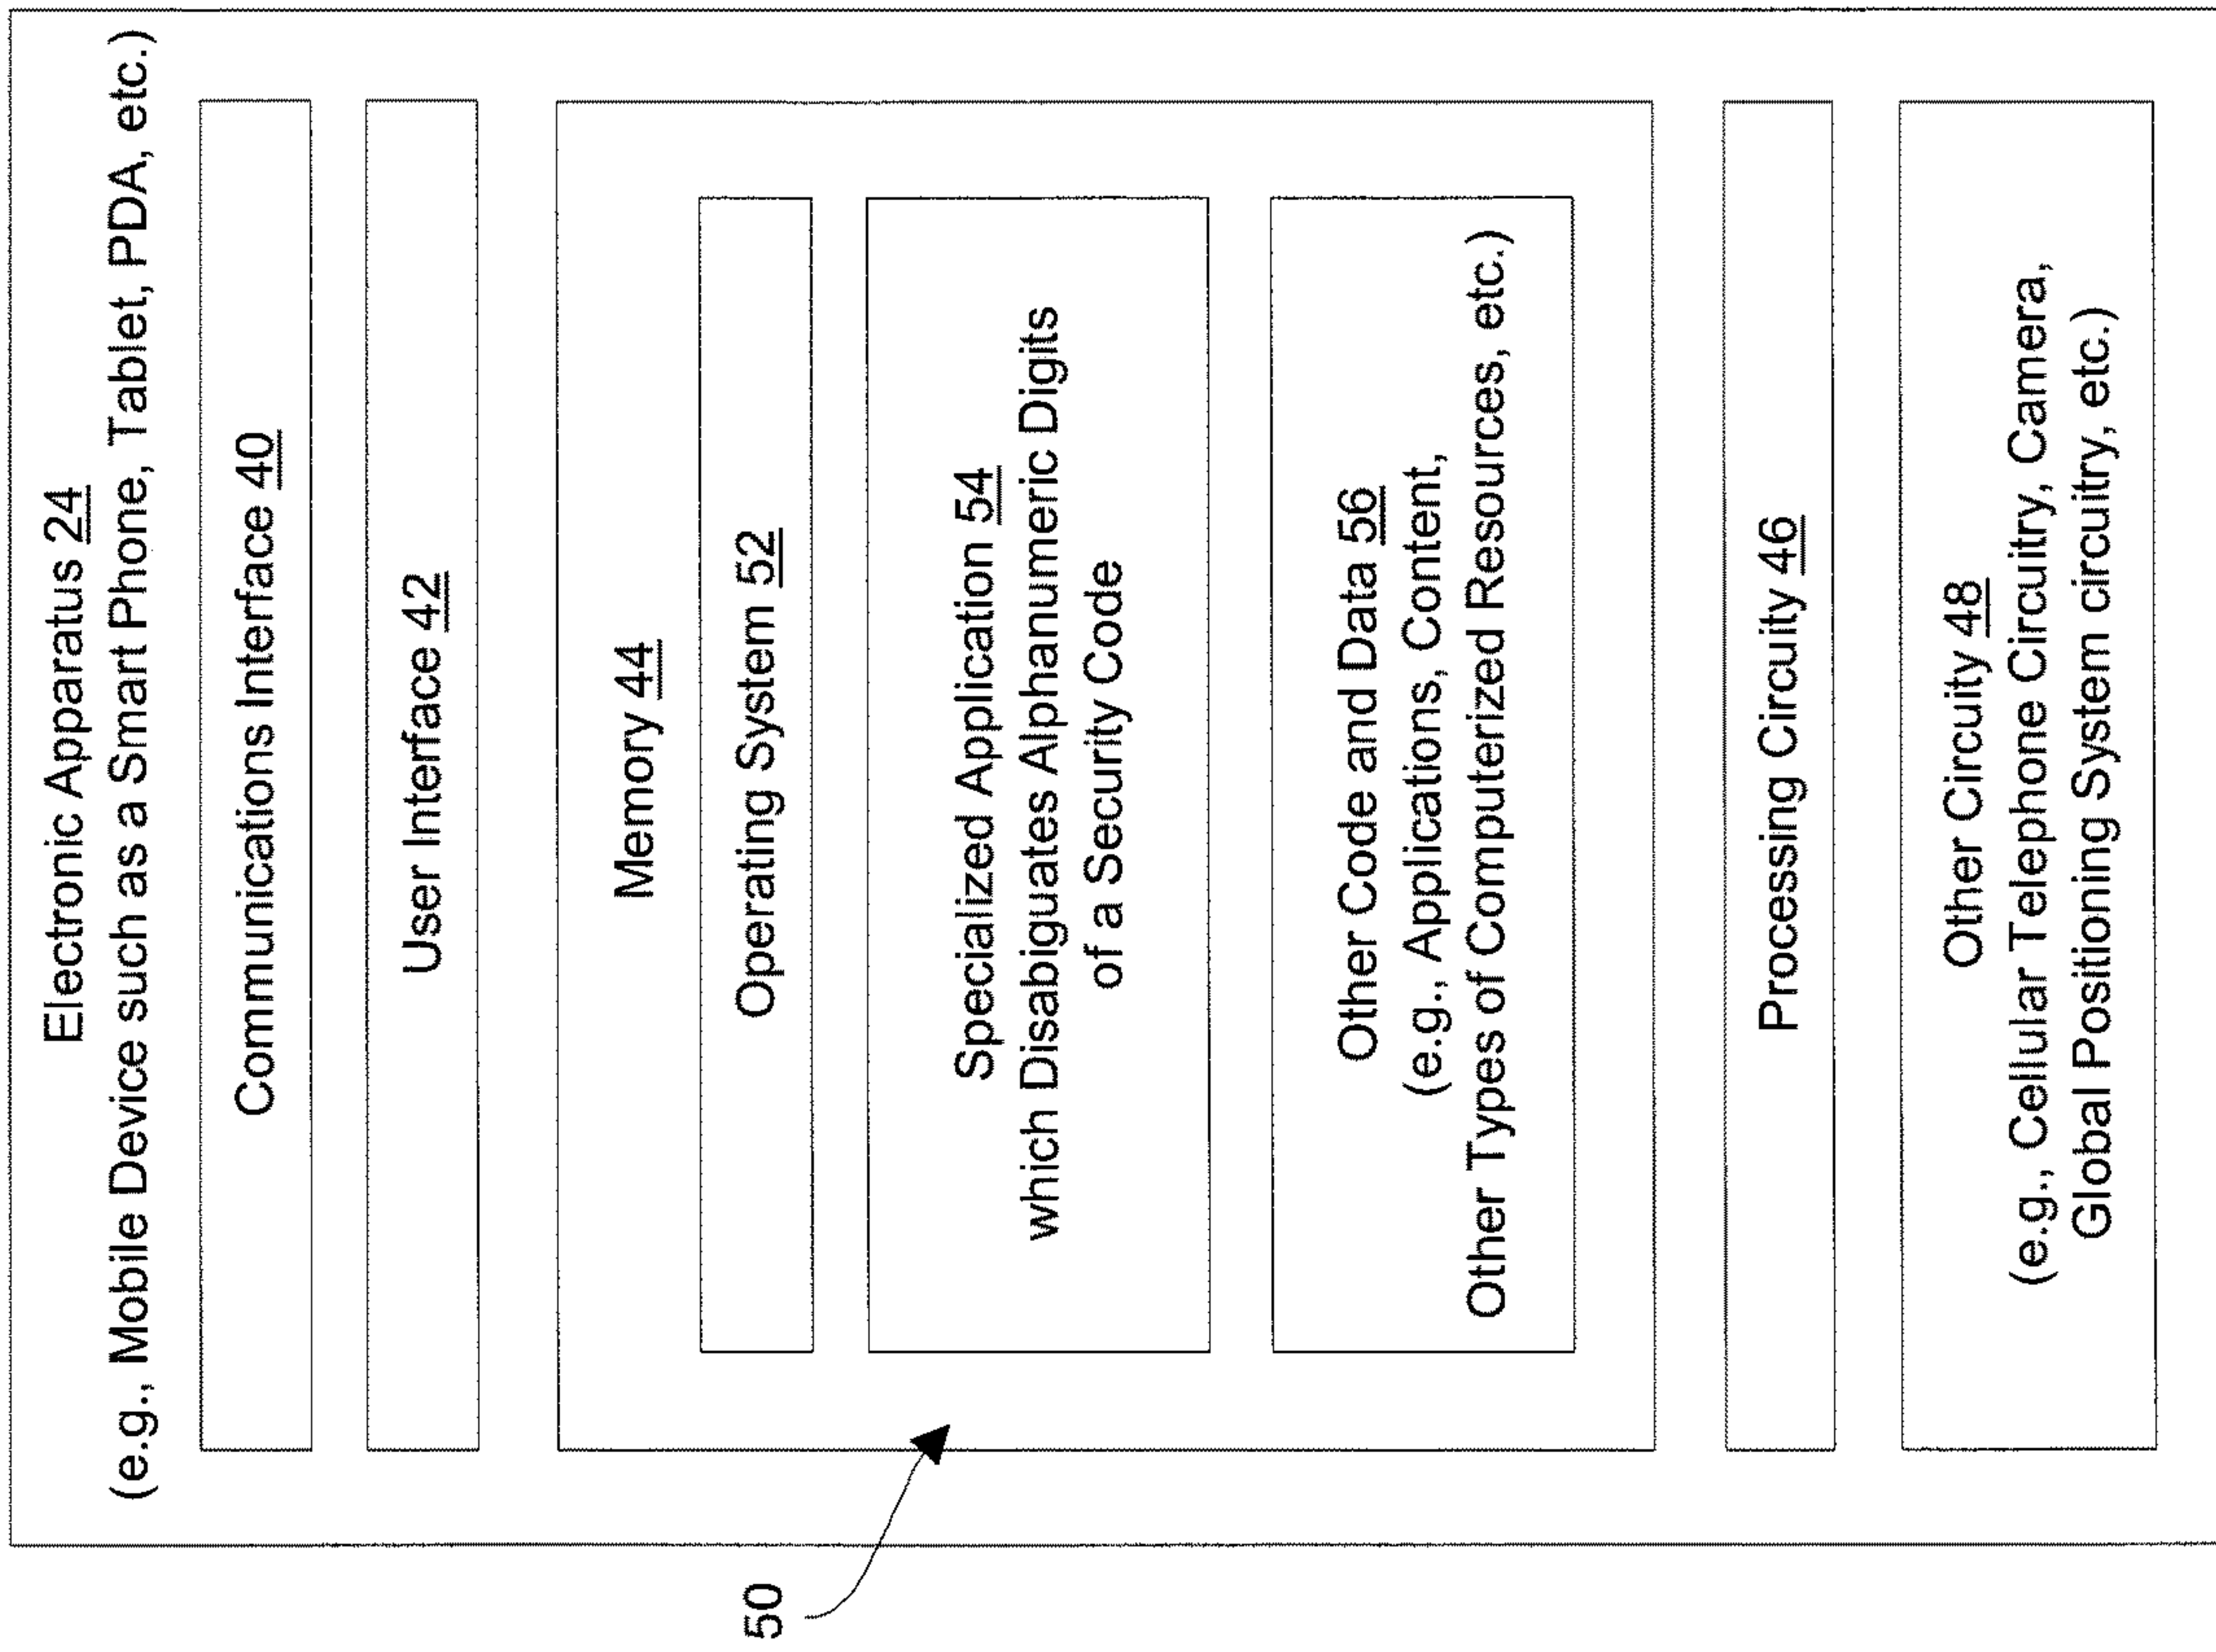 Electronic Apparatus 24
(e.g., Mobile Device such as a Smart Phone, Tablet, PDA, etc.)
Communications Interface 40
User Interface 42
Memory 44
Operating System 52
Specialized Application 54
which Disabiguates Alphanumeric Digits
of a Security Code
Other Code and Data 56
(e.g., Applications, Content,
Other Types of Computerized Resources, etc.)
Processing Circuity 46
Other Circuity 48
(e.g., Cellular Telephone Circuitry, Camera,
Global Positioning System circuitry, etc.)
50